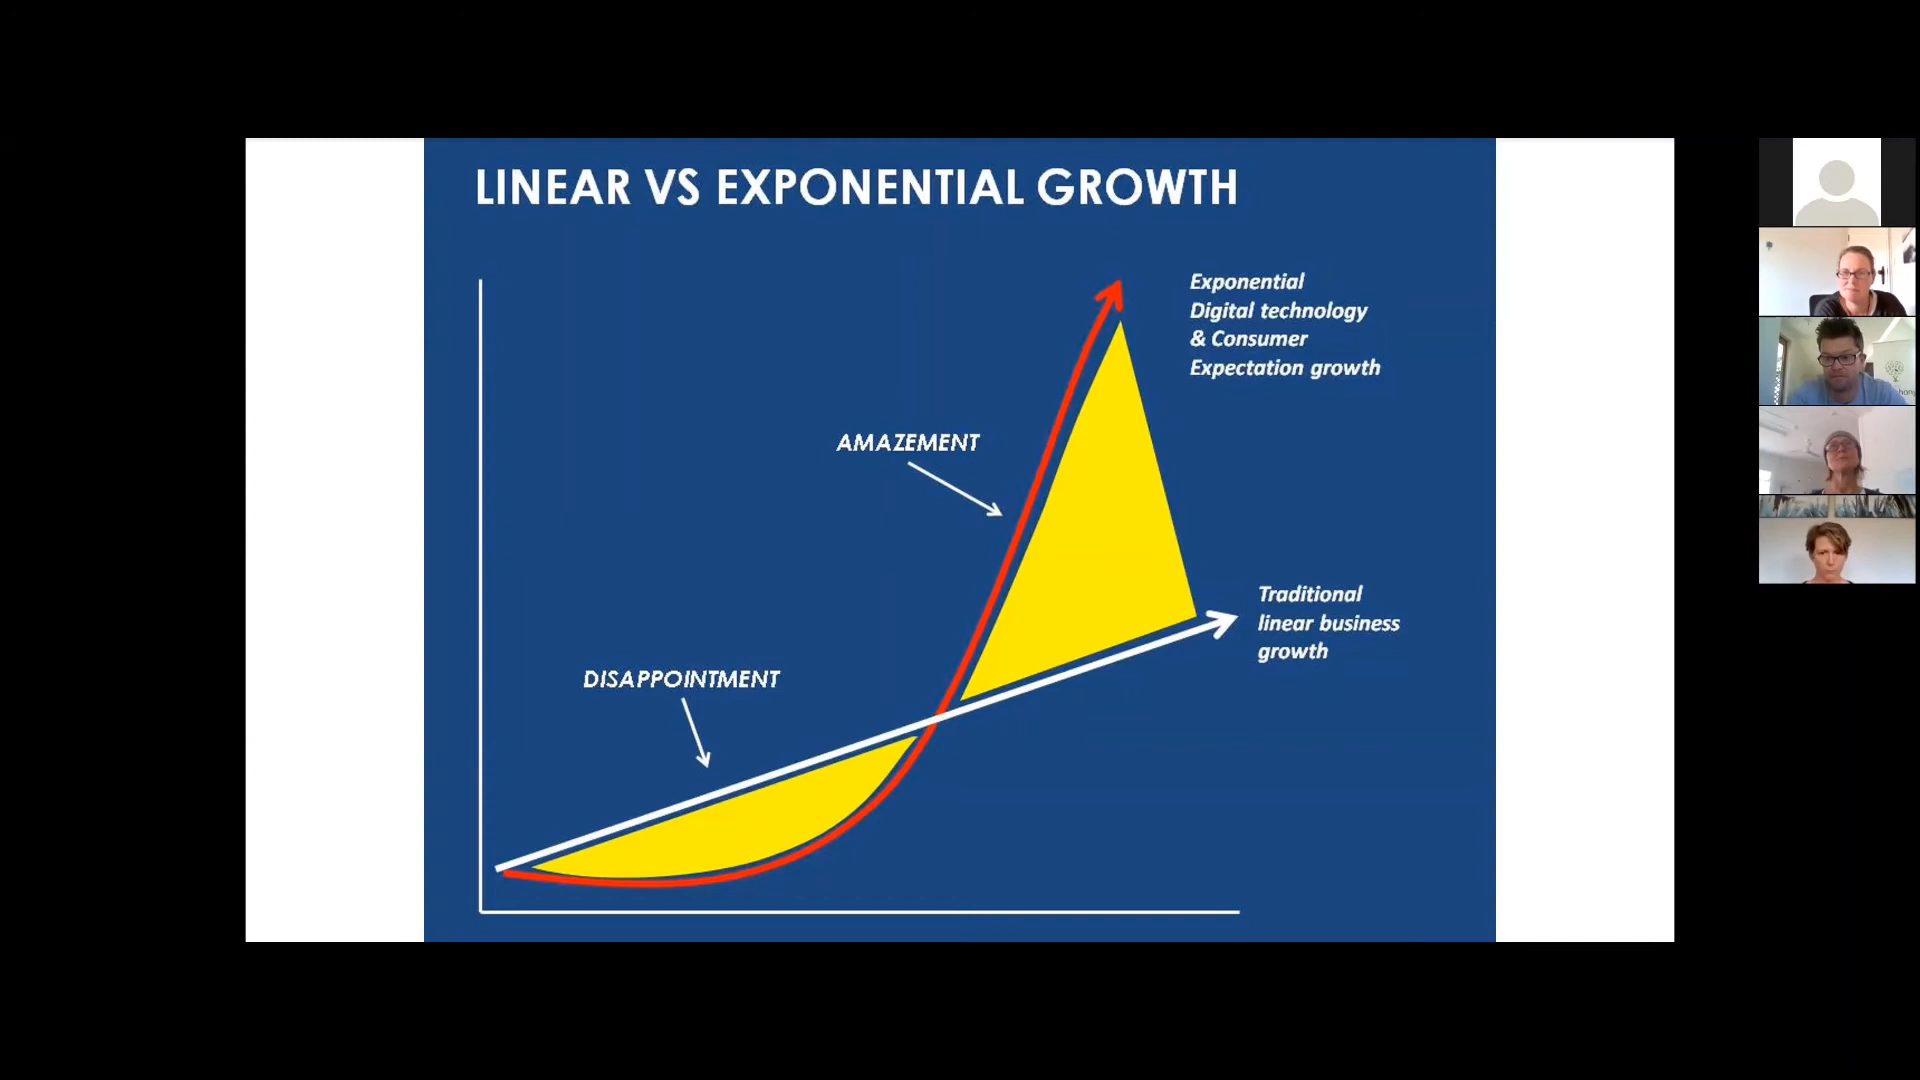 LINEAR VS EXPONENTIAL GROWTH
Exponential
Digital technology
& Consumer
Expectation growth
AMAZEMENT
Traditional
linear business
growth
DISAPPOINTMENT